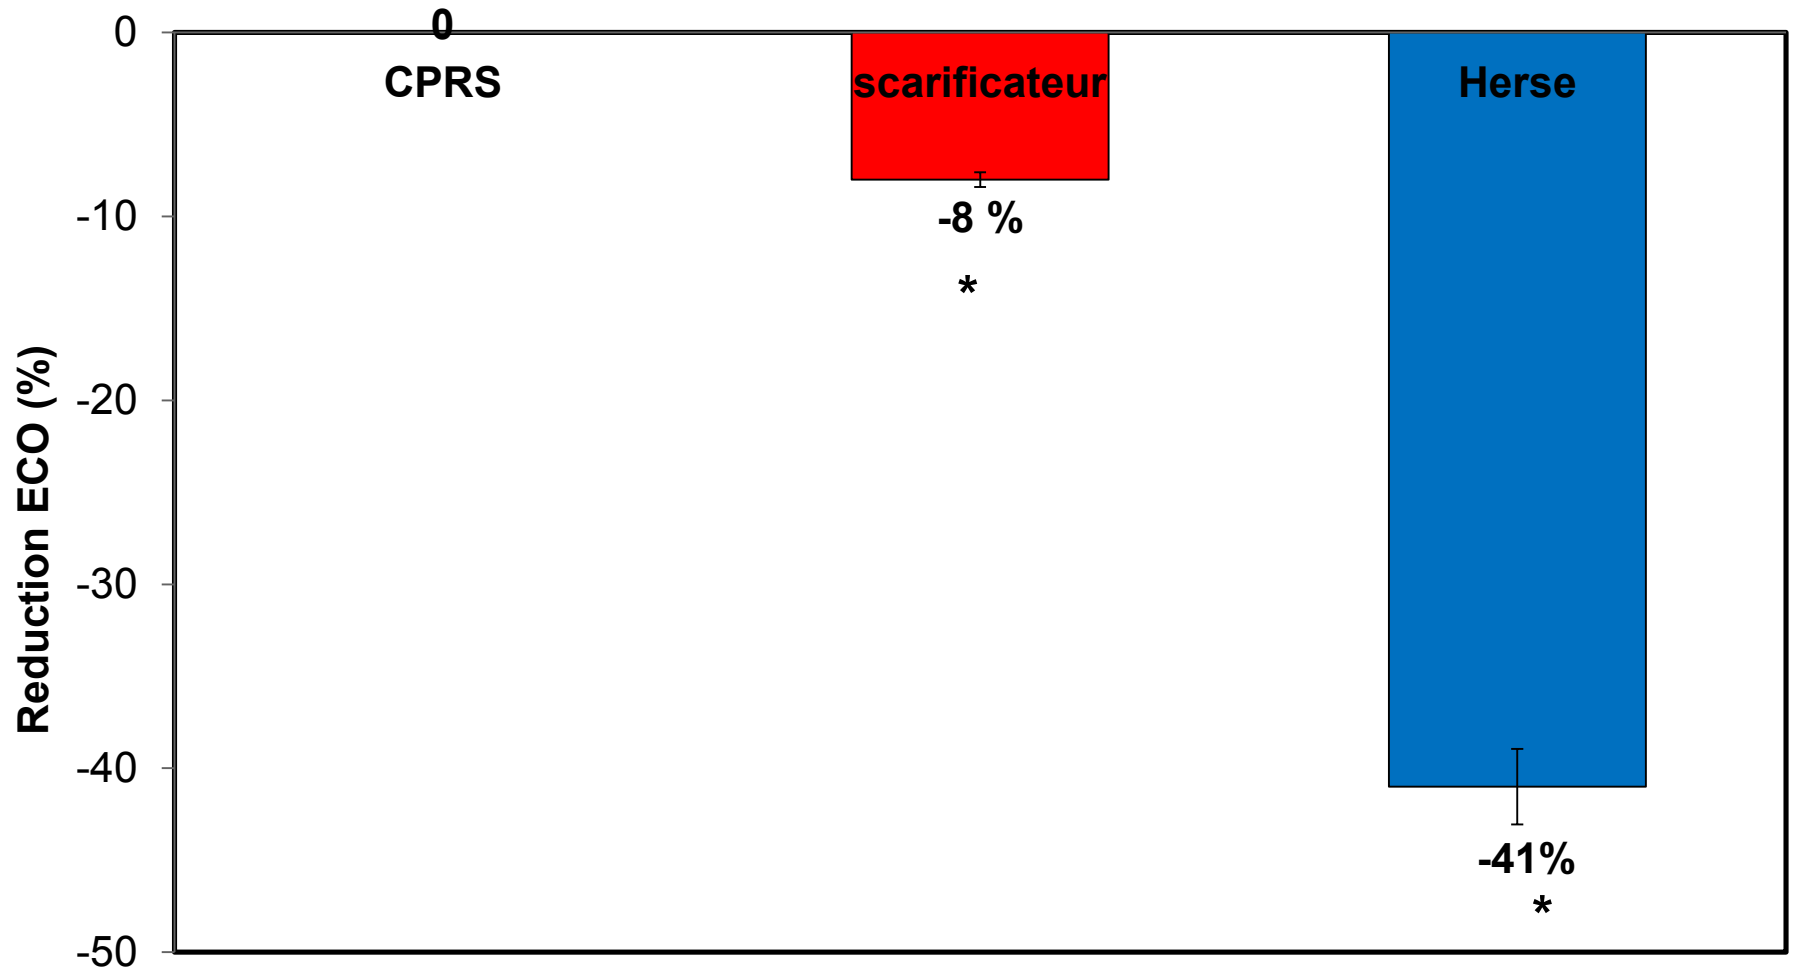 0
0
CPRS
scarificateur
Herse
-10
-8 %
*
-20
-30
-40
-41%
*
-50
Reduction ECO (%)